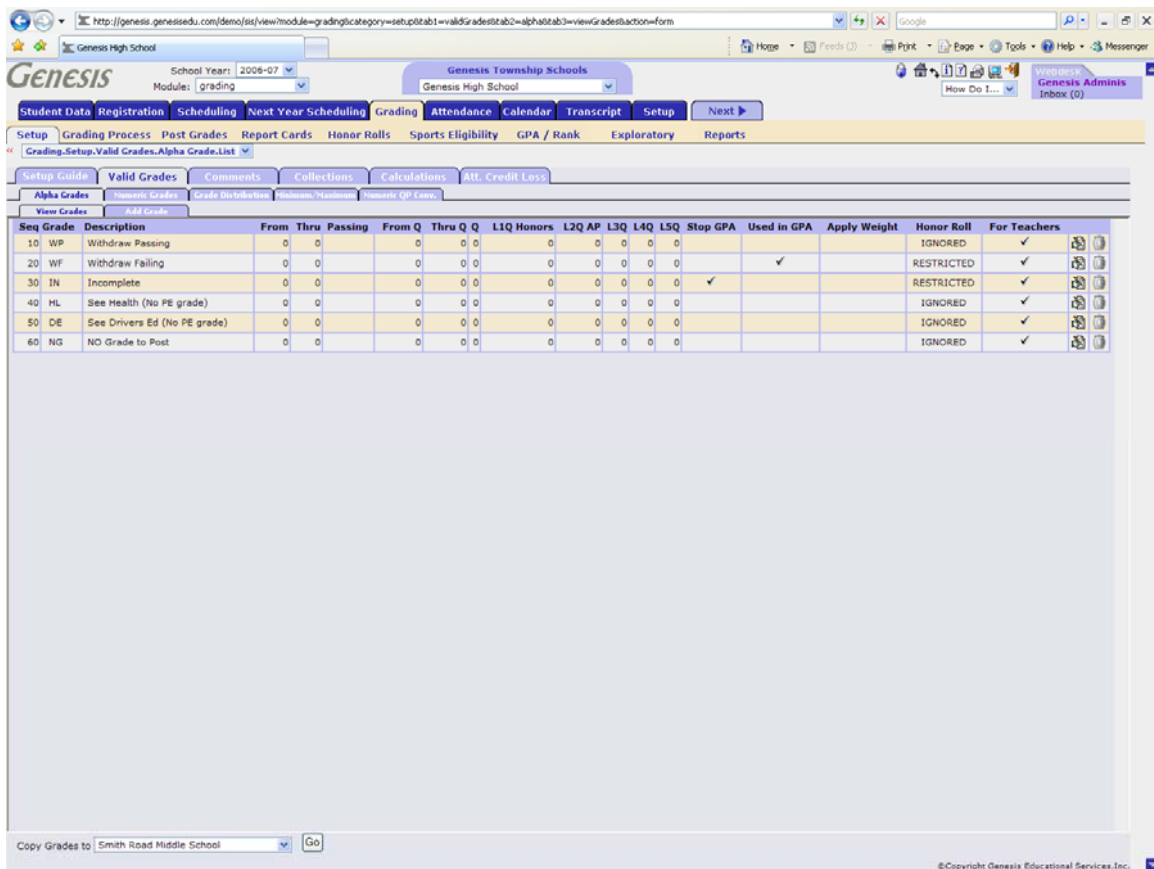 http://genesis.genesisedu.com/demo/sis/view?module=grading&category=setup&tab1=validGrades&tab2=alpha&tab3=viewGrades&action=form Google
Genesis High School Home Feeds (J) Print Page Tools Help Messenger
GENESIS School Year: 2006-07 Genesis Township Schools Webdesk
Module: grading Genesis High School How Do I... Genesis Adminis
Inbox (0)
Student Data Registration Scheduling Next Year Scheduling Grading Attendance Calendar Transcript Setup Next
Setup Grading Process Post Grades Report Cards Honor Rolls Sports Eligibility GPA / Rank Exploratory Reports
« Grading.Setup.Valid Grades.Alpha Grade.List
Setup Guide Valid Grades Comments Collections Calculations Att. Credit Loss
Alpha Grades Numeric Grades Grade Distribution Minimum/Maximum Numeric QP Conv.
View Grades Add Grade
Seq Grade Description From Thru Passing From Q Thru Q Q L1Q Honors L2Q AP L3Q L4Q L5Q Stop GPA Used in GPA Apply Weight Honor Roll For Teachers
10 WP Withdraw Passing 0 0 0 0 0 0 0 0 0 0 IGNORED ✓
20 WF Withdraw Failing 0 0 0 0 0 0 0 0 0 0 ✓ RESTRICTED ✓
30 IN Incomplete 0 0 0 0 0 0 0 0 0 0 ✓ RESTRICTED ✓
40 HL See Health (No PE grade) 0 0 0 0 0 0 0 0 0 0 IGNORED ✓
50 DE See Drivers Ed (No PE grade) 0 0 0 0 0 0 0 0 0 0 IGNORED ✓
60 NG NO Grade to Post 0 0 0 0 0 0 0 0 0 0 IGNORED ✓
Copy Grades to Smith Road Middle School Go
©Copyright Genesis Educational Services,Inc.